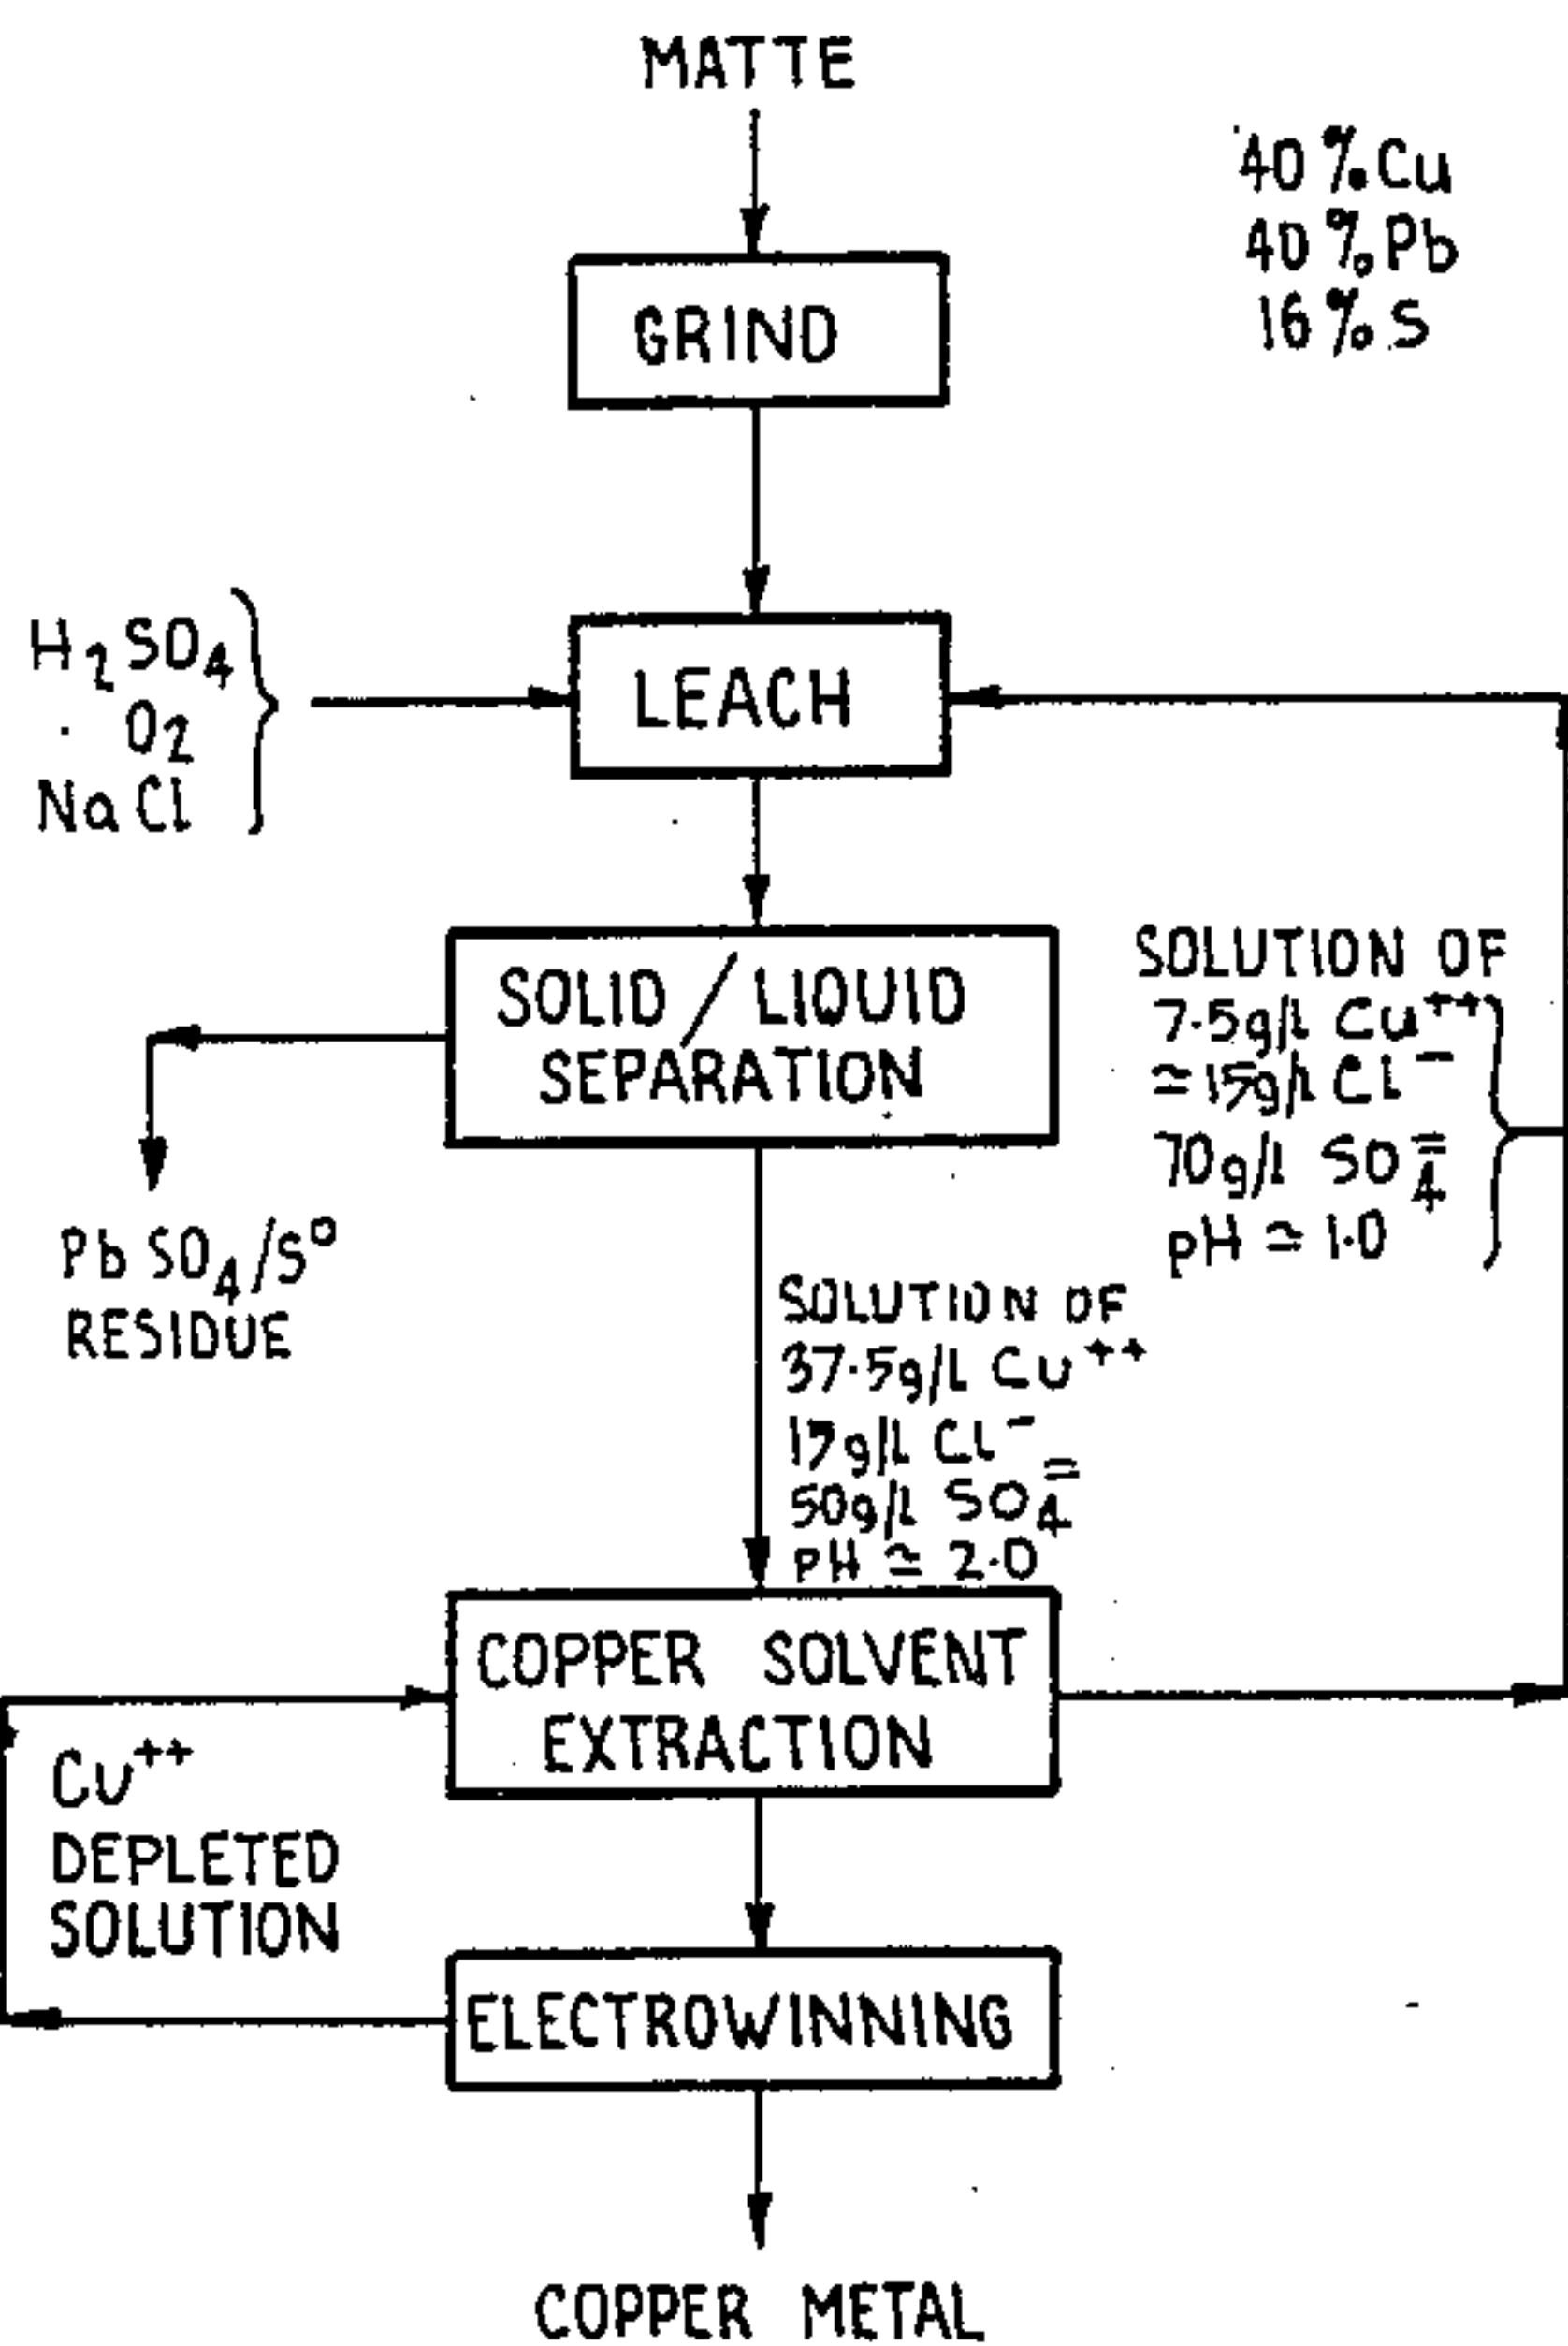 MATTE
40% Cu
40% Pb
16% S
GRIND
H₂SO₄
O₂
NaCl
LEACH
SOLID / LIQUID
SEPARATION
SOLUTION OF
7.5g/l Cu⁺⁺
≃15g/l Cl⁻
70g/l SO₄⁼
pH ≃ 1.0
PbSO₄/S⁰
RESIDUE
SOLUTION OF
37.5g/L Cu⁺⁺
Cl⁻
50g/l SO₄⁼
pH ≃ 2.0
COPPER SOLVENT
EXTRACTION
Cu⁺⁺
DEPLETED
SOLUTION
ELECTROWINNING
COPPER METAL